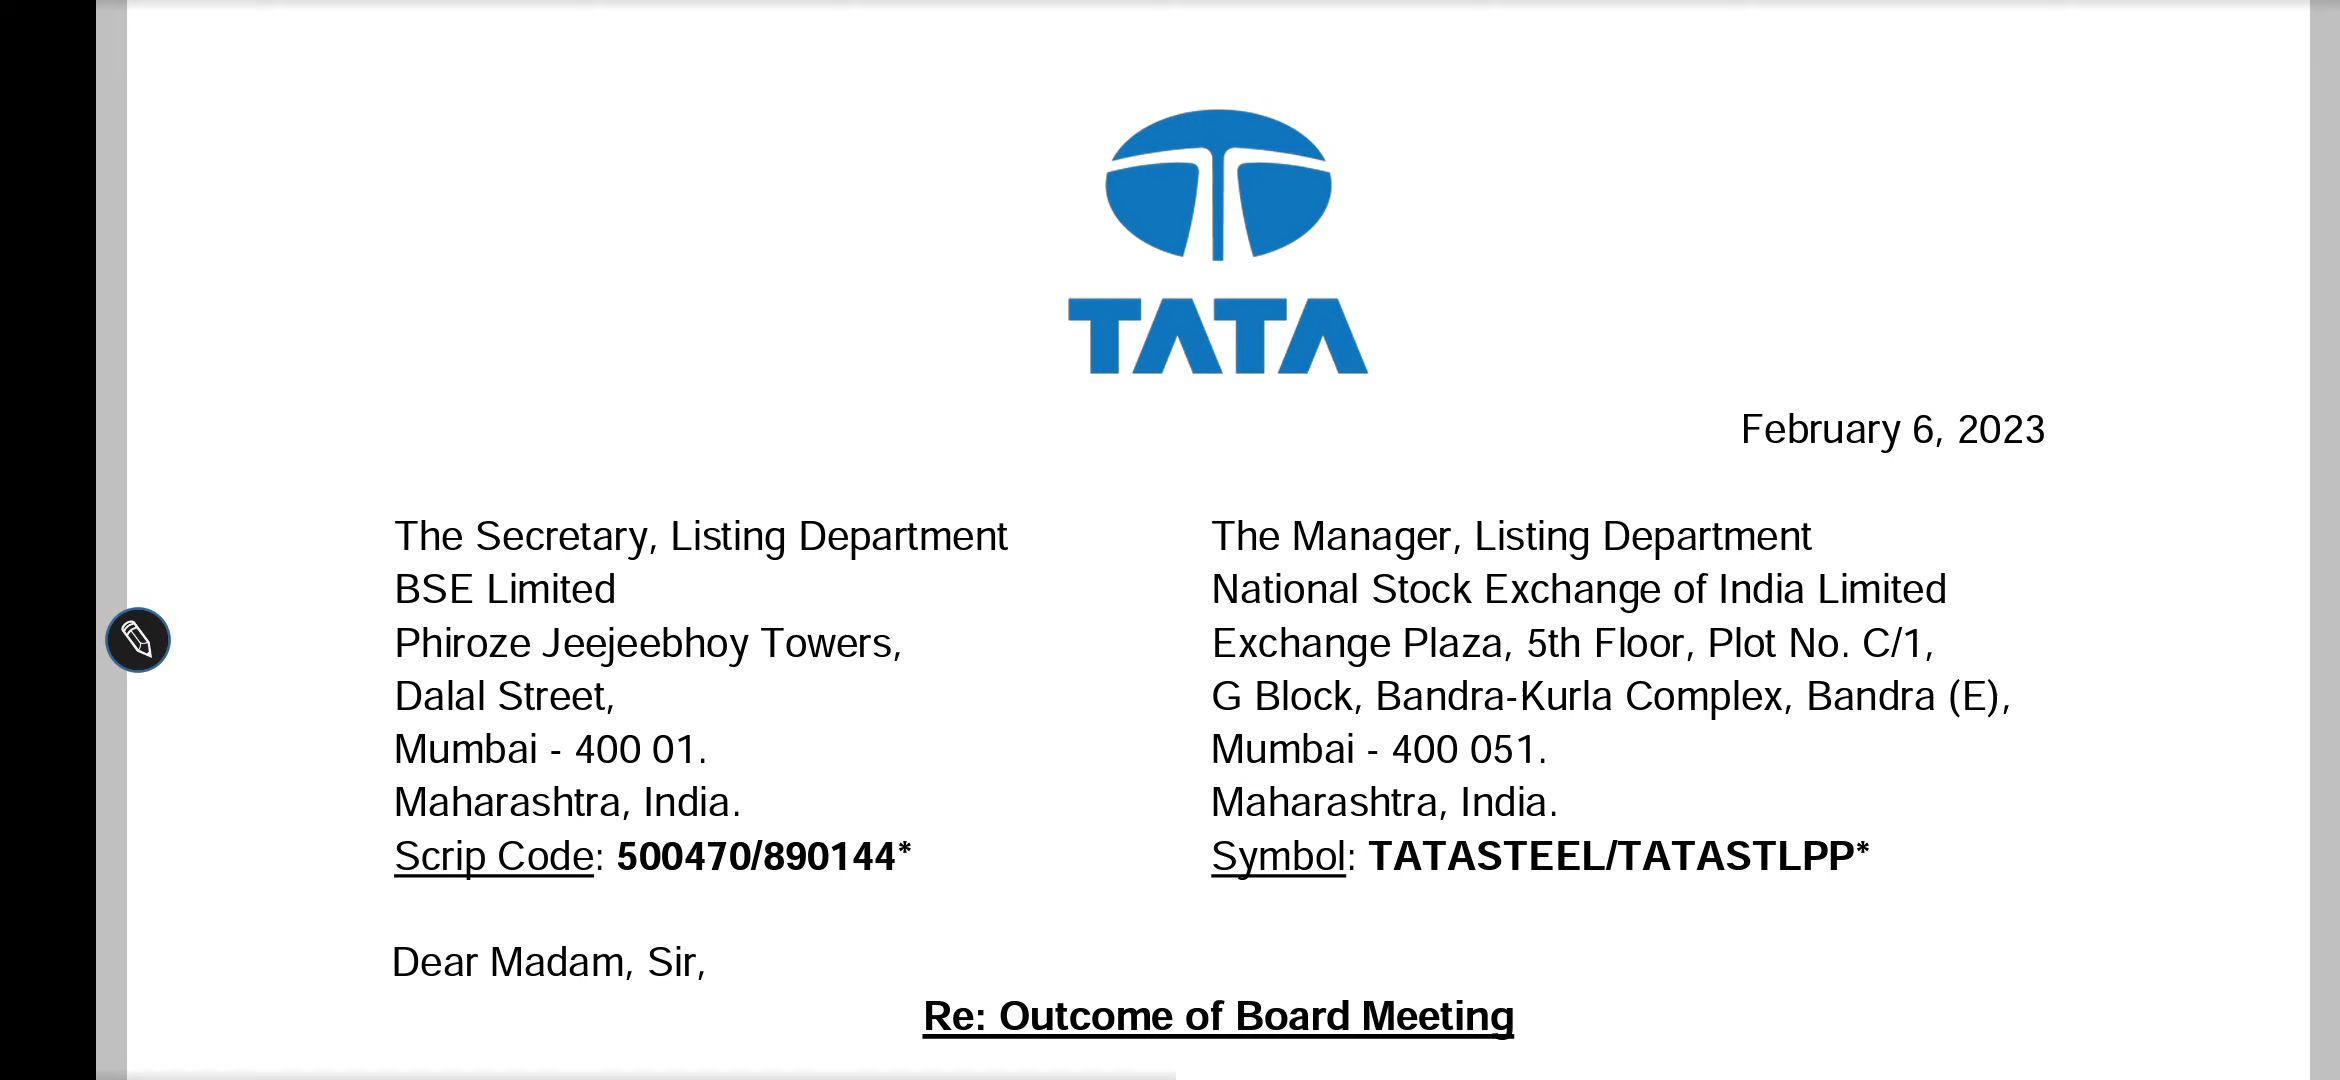 TATA
February 6, 2023
The Secretary, Listing Department
BSE Limited
Phiroze Jeejeebhoy Towers,
Dalal Street,
Mumbai - 400 01.
Maharashtra, India.
Scrip Code: 500470/890144*
The Manager, Listing Department
National Stock Exchange of India Limited
Exchange Plaza, 5th Floor, Plot No. C/1,
G Block, Bandra-Kurla Complex, Bandra (E),
Mumbai - 400 051.
Maharashtra, India.
Symbol: TATASTEEL/TATASTLPP*
Dear Madam, Sir,
Re: Outcome of Board Meeting